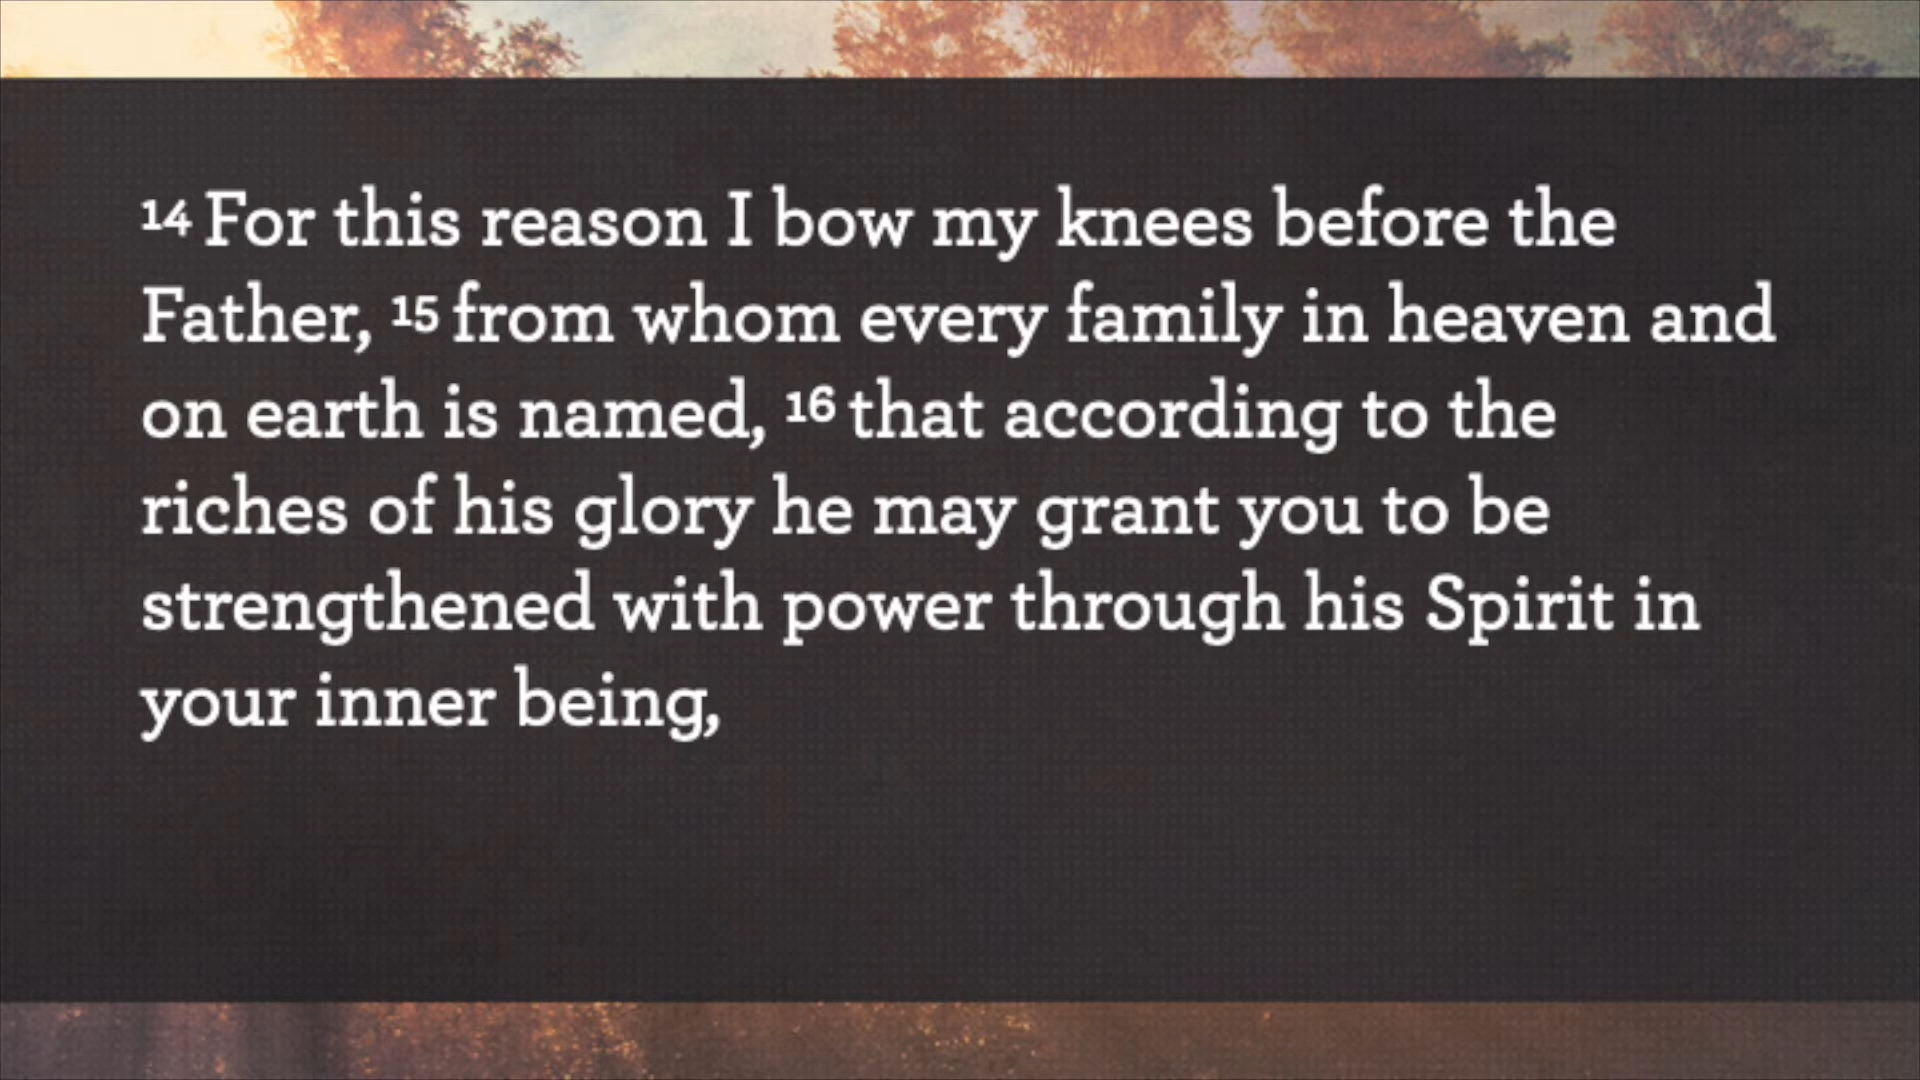 14 For this reason I bow my knees before the
Father, 15 from whom every family in heaven and
on earth is named, 16 that according to the
riches of his glory he may grant you to be
strengthened with power through his Spirit in
your inner being,